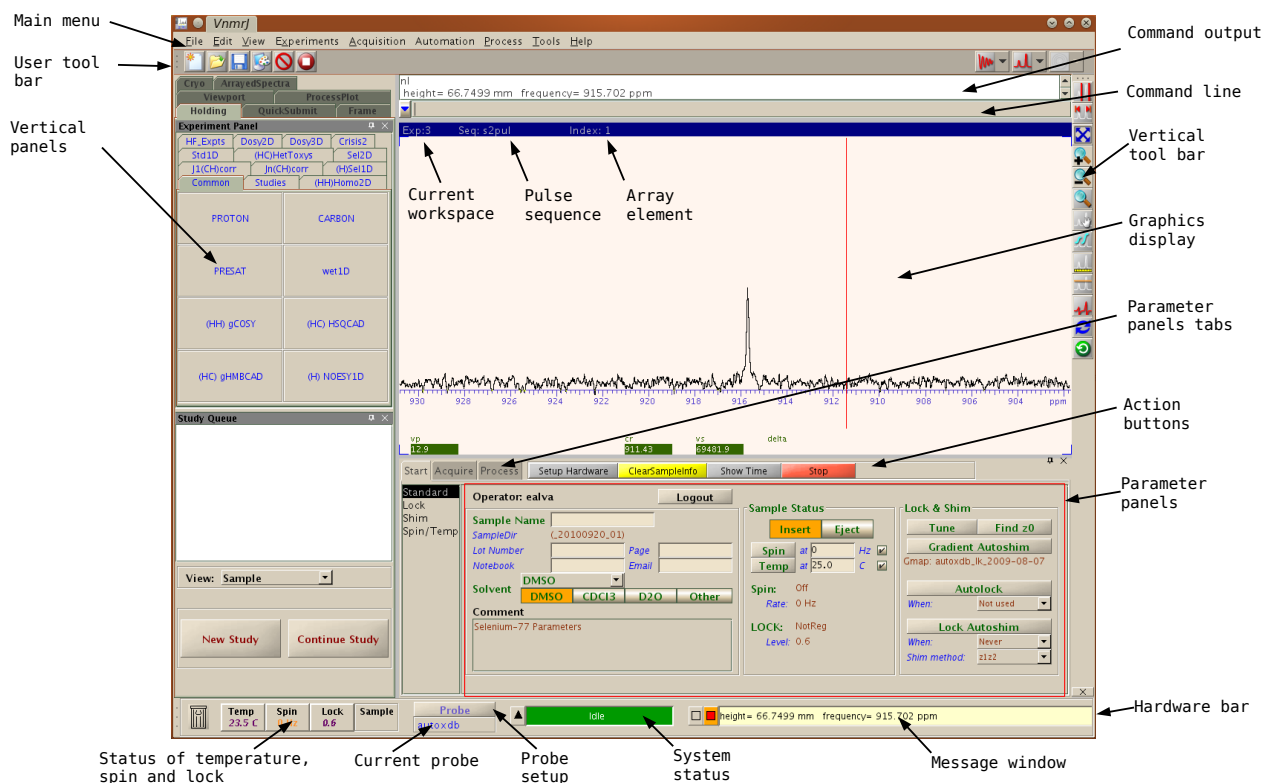 VnmrJ
Main menu
File Edit View Experiments Acquisition Automation Process Tools Help
Command output
User tool
bar
Cryo ArrayedSpectra
Viewport ProcessPlot
Holding QuickSubmit Frame
nl
height= 66.7499 mm frequency= 915.702 ppm
Command line
Vertical
panels
Experiment Panel
HF_Expts Dosy2D Dosy3D Crisis2
Std1D (HC)HetToxys Sel2D
J1(CH)corr Jn(CH)corr (H)Sel1D
Common Studies (HH)Homo2D
Exp:3 Seq: s2pul Index: 1
Vertical
tool bar
Current
workspace
Pulse
sequence
Array
element
PROTON CARBON
PRESAT wet1D
(HH) gCOSY (HC) HSQCAD
(HC) gHMBCAD (H) NOESY1D
Graphics
display
Parameter
panels tabs
930 928 926 924 922 920 918 916 914 912 910 908 906 904 ppm
Study Queue
vp cr vs delta
12.9 911.43 69481.9
Action
buttons
Start Acquire Process Setup Hardware ClearSampleInfo Show Time Stop
Standard
Lock
Shim
Spin/Temp
Operator: ealva Logout
Sample Name
SampleDir (_20100920_01)
Lot Number Page
Notebook Email
Solvent DMSO
DMSO CDCl3 D2O Other
Comment
Selenium-77 Parameters
Sample Status
Insert Eject
Spin at 0 Hz
Temp at 25.0 C
Spin: Off
Rate: 0 Hz
LOCK: NotReg
Level: 0.6
Lock & Shim
Tune Find z0
Gradient Autoshim
Gmap: autoxdb_lk_2009-08-07
Autolock
When: Not used
Lock Autoshim
When: Never
Shim method: z1z2
Parameter
panels
View: Sample
New Study Continue Study
Temp Spin Lock Sample
23.5 C Hz 0.6
Probe
autoxdb
Idle
height= 66.7499 mm frequency= 915.702 ppm
Hardware bar
Status of temperature,
spin and lock
Current probe
Probe
setup
System
status
Message window